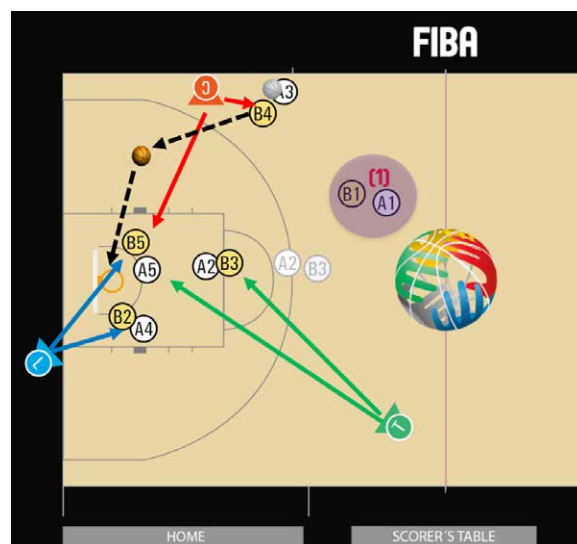 FIBA
C
A3
B4
(1)
B1
A1
B5
A5
A2
B3
A2
B3
B2
A4
L
T
HOME
SCORER´S TABLE